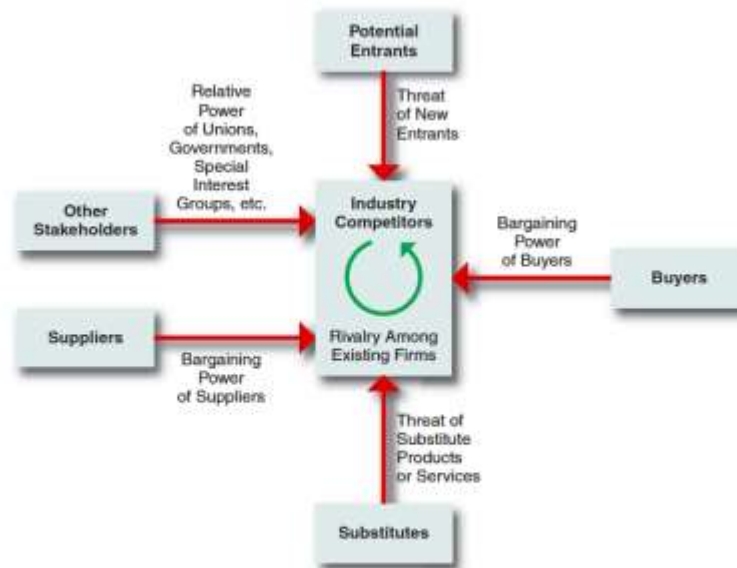 Potential
Entrants
Relative
Power
of Unions,
Governments,
Special
Interest
Groups, etc.
Threat
of New
Entrants
Other
Stakeholders
Industry
Competitors
Bargaining
Power
of Buyers
Buyers
Suppliers
Rivalry Among
Existing Firms
Bargaining
Power
of Suppliers
Threat of
Substitute
Products
or Services
Substitutes